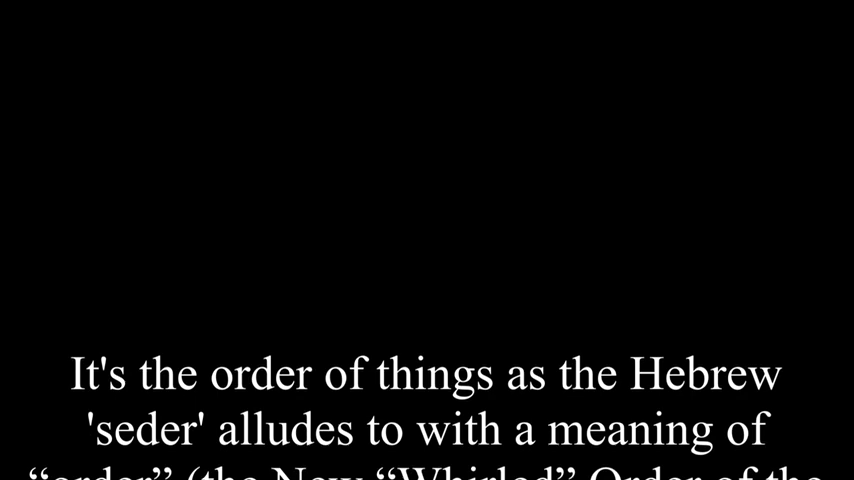 It's the order of things as the Hebrew
'seder' alludes to with a meaning of
“order” (the New “Whirled” Order of the